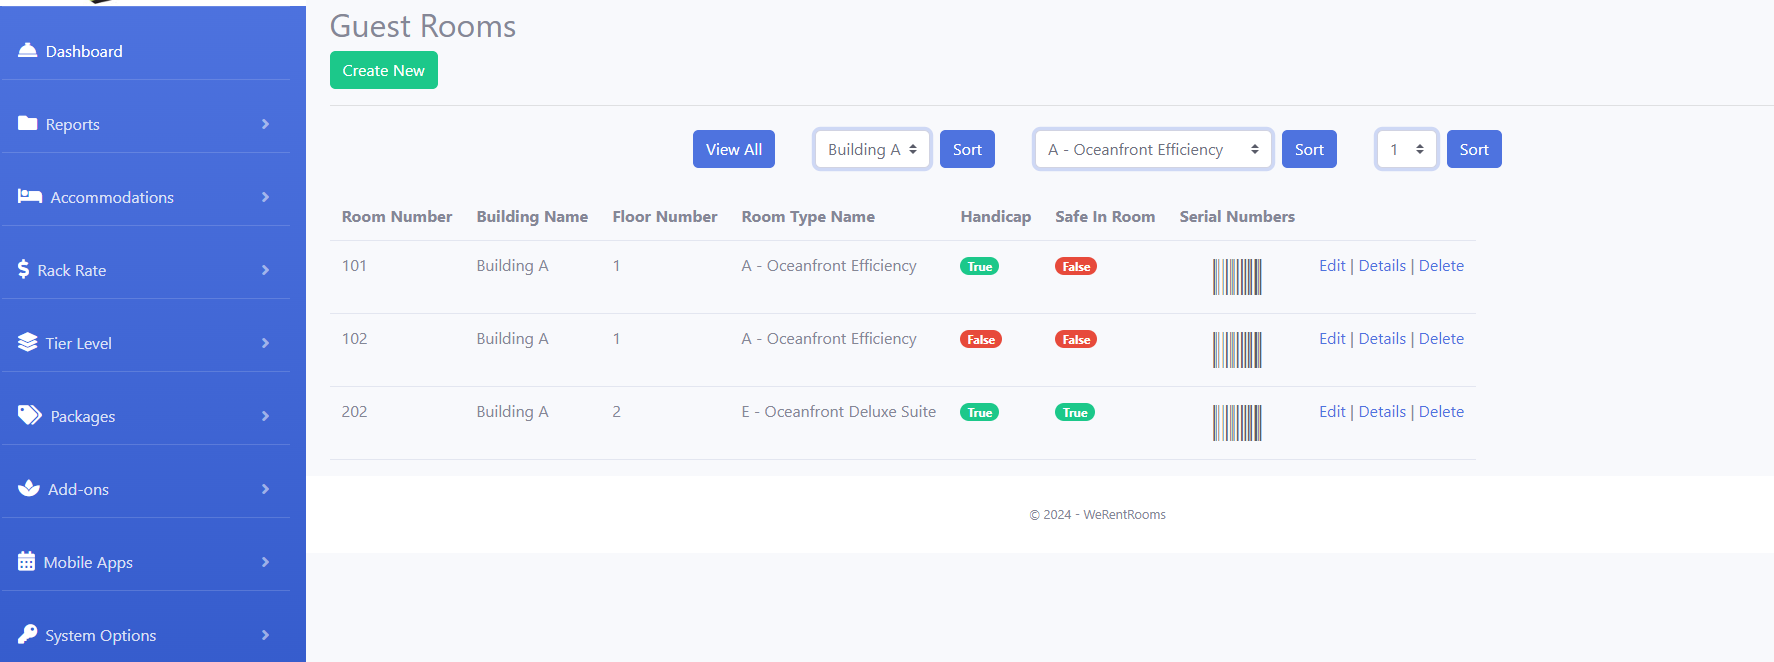 Dashboard
Reports
Accommodations
Rack Rate
Tier Level
Packages
Add-ons
Mobile Apps
System Options
Guest Rooms
Create New
View All Building A Sort A - Oceanfront Efficiency Sort 1 Sort
Room Number Building Name Floor Number Room Type Name Handicap Safe In Room Serial Numbers
101 Building A 1 A - Oceanfront Efficiency True False Edit | Details | Delete
102 Building A 1 A - Oceanfront Efficiency False False Edit | Details | Delete
202 Building A 2 E - Oceanfront Deluxe Suite True True Edit | Details | Delete
© 2024 - WeRentRooms